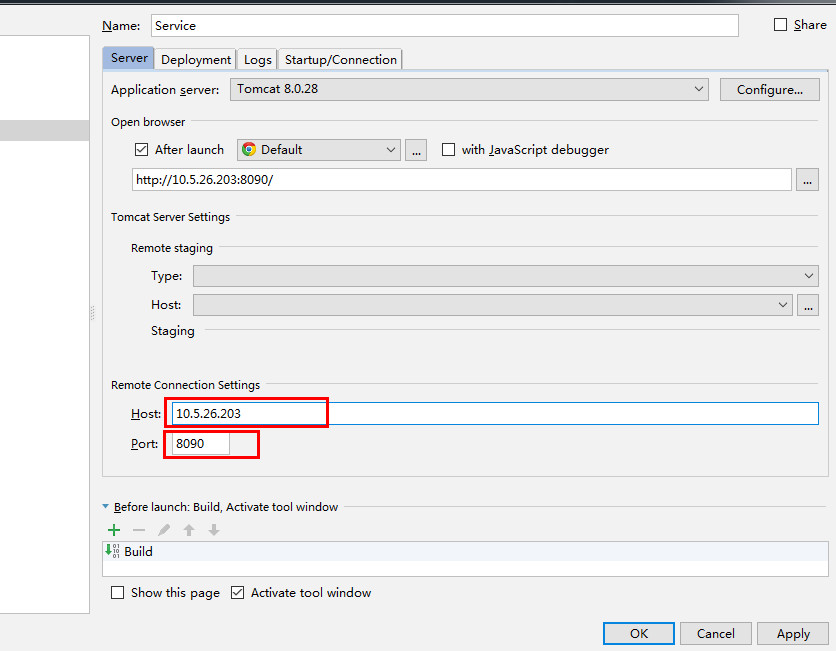 Name: Service Share
Server Deployment Logs Startup/Connection
Application server: Tomcat 8.0.28 Configure...
Open browser
After launch Default ... with JavaScript debugger
http://10.5.26.203:8090/ ...
Tomcat Server Settings
Remote staging
Type:
Host: ...
Staging
Remote Connection Settings
Host: 10.5.26.203
Port: 8090
Before launch: Build, Activate tool window
Build
Show this page Activate tool window
OK Cancel Apply